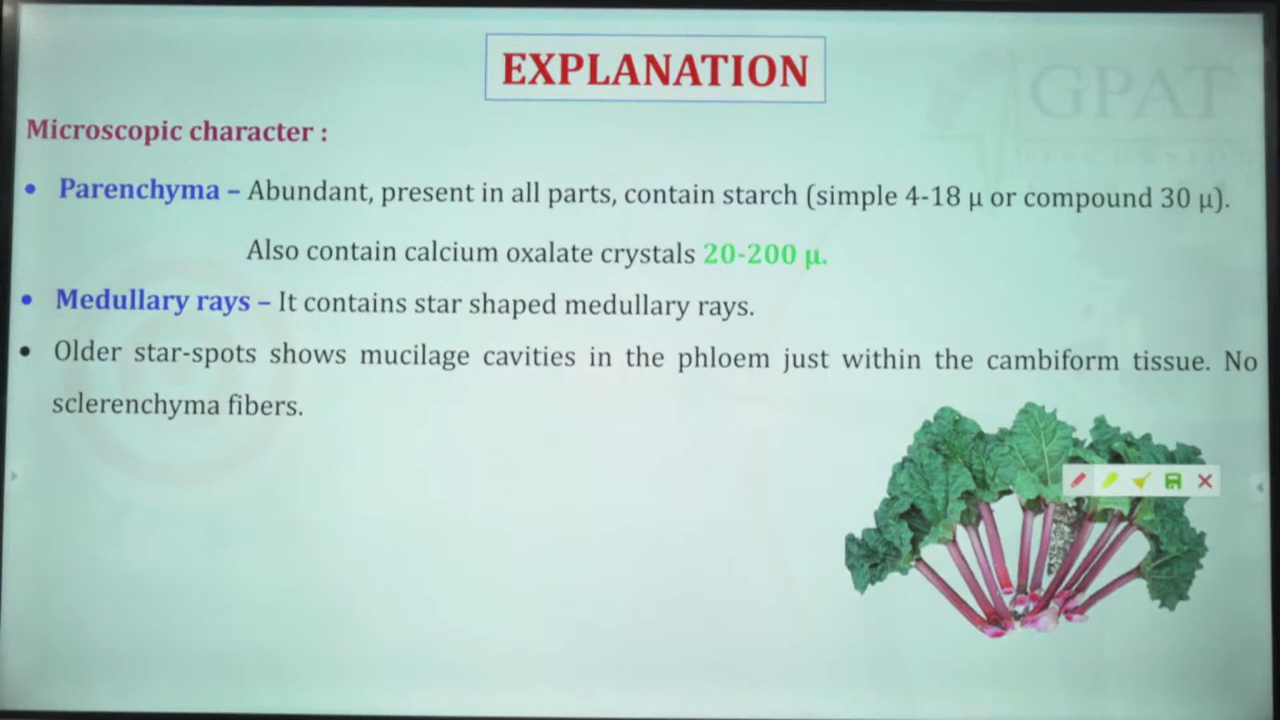 EXPLANATION
GPAT
DISCUSSION
Microscopic character :
• Parenchyma – Abundant, present in all parts, contain starch (simple 4-18 µ or compound 30 µ).
Also contain calcium oxalate crystals 20-200 µ.
• Medullary rays – It contains star shaped medullary rays.
• Older star-spots shows mucilage cavities in the phloem just within the cambiform tissue. No
sclerenchyma fibers.